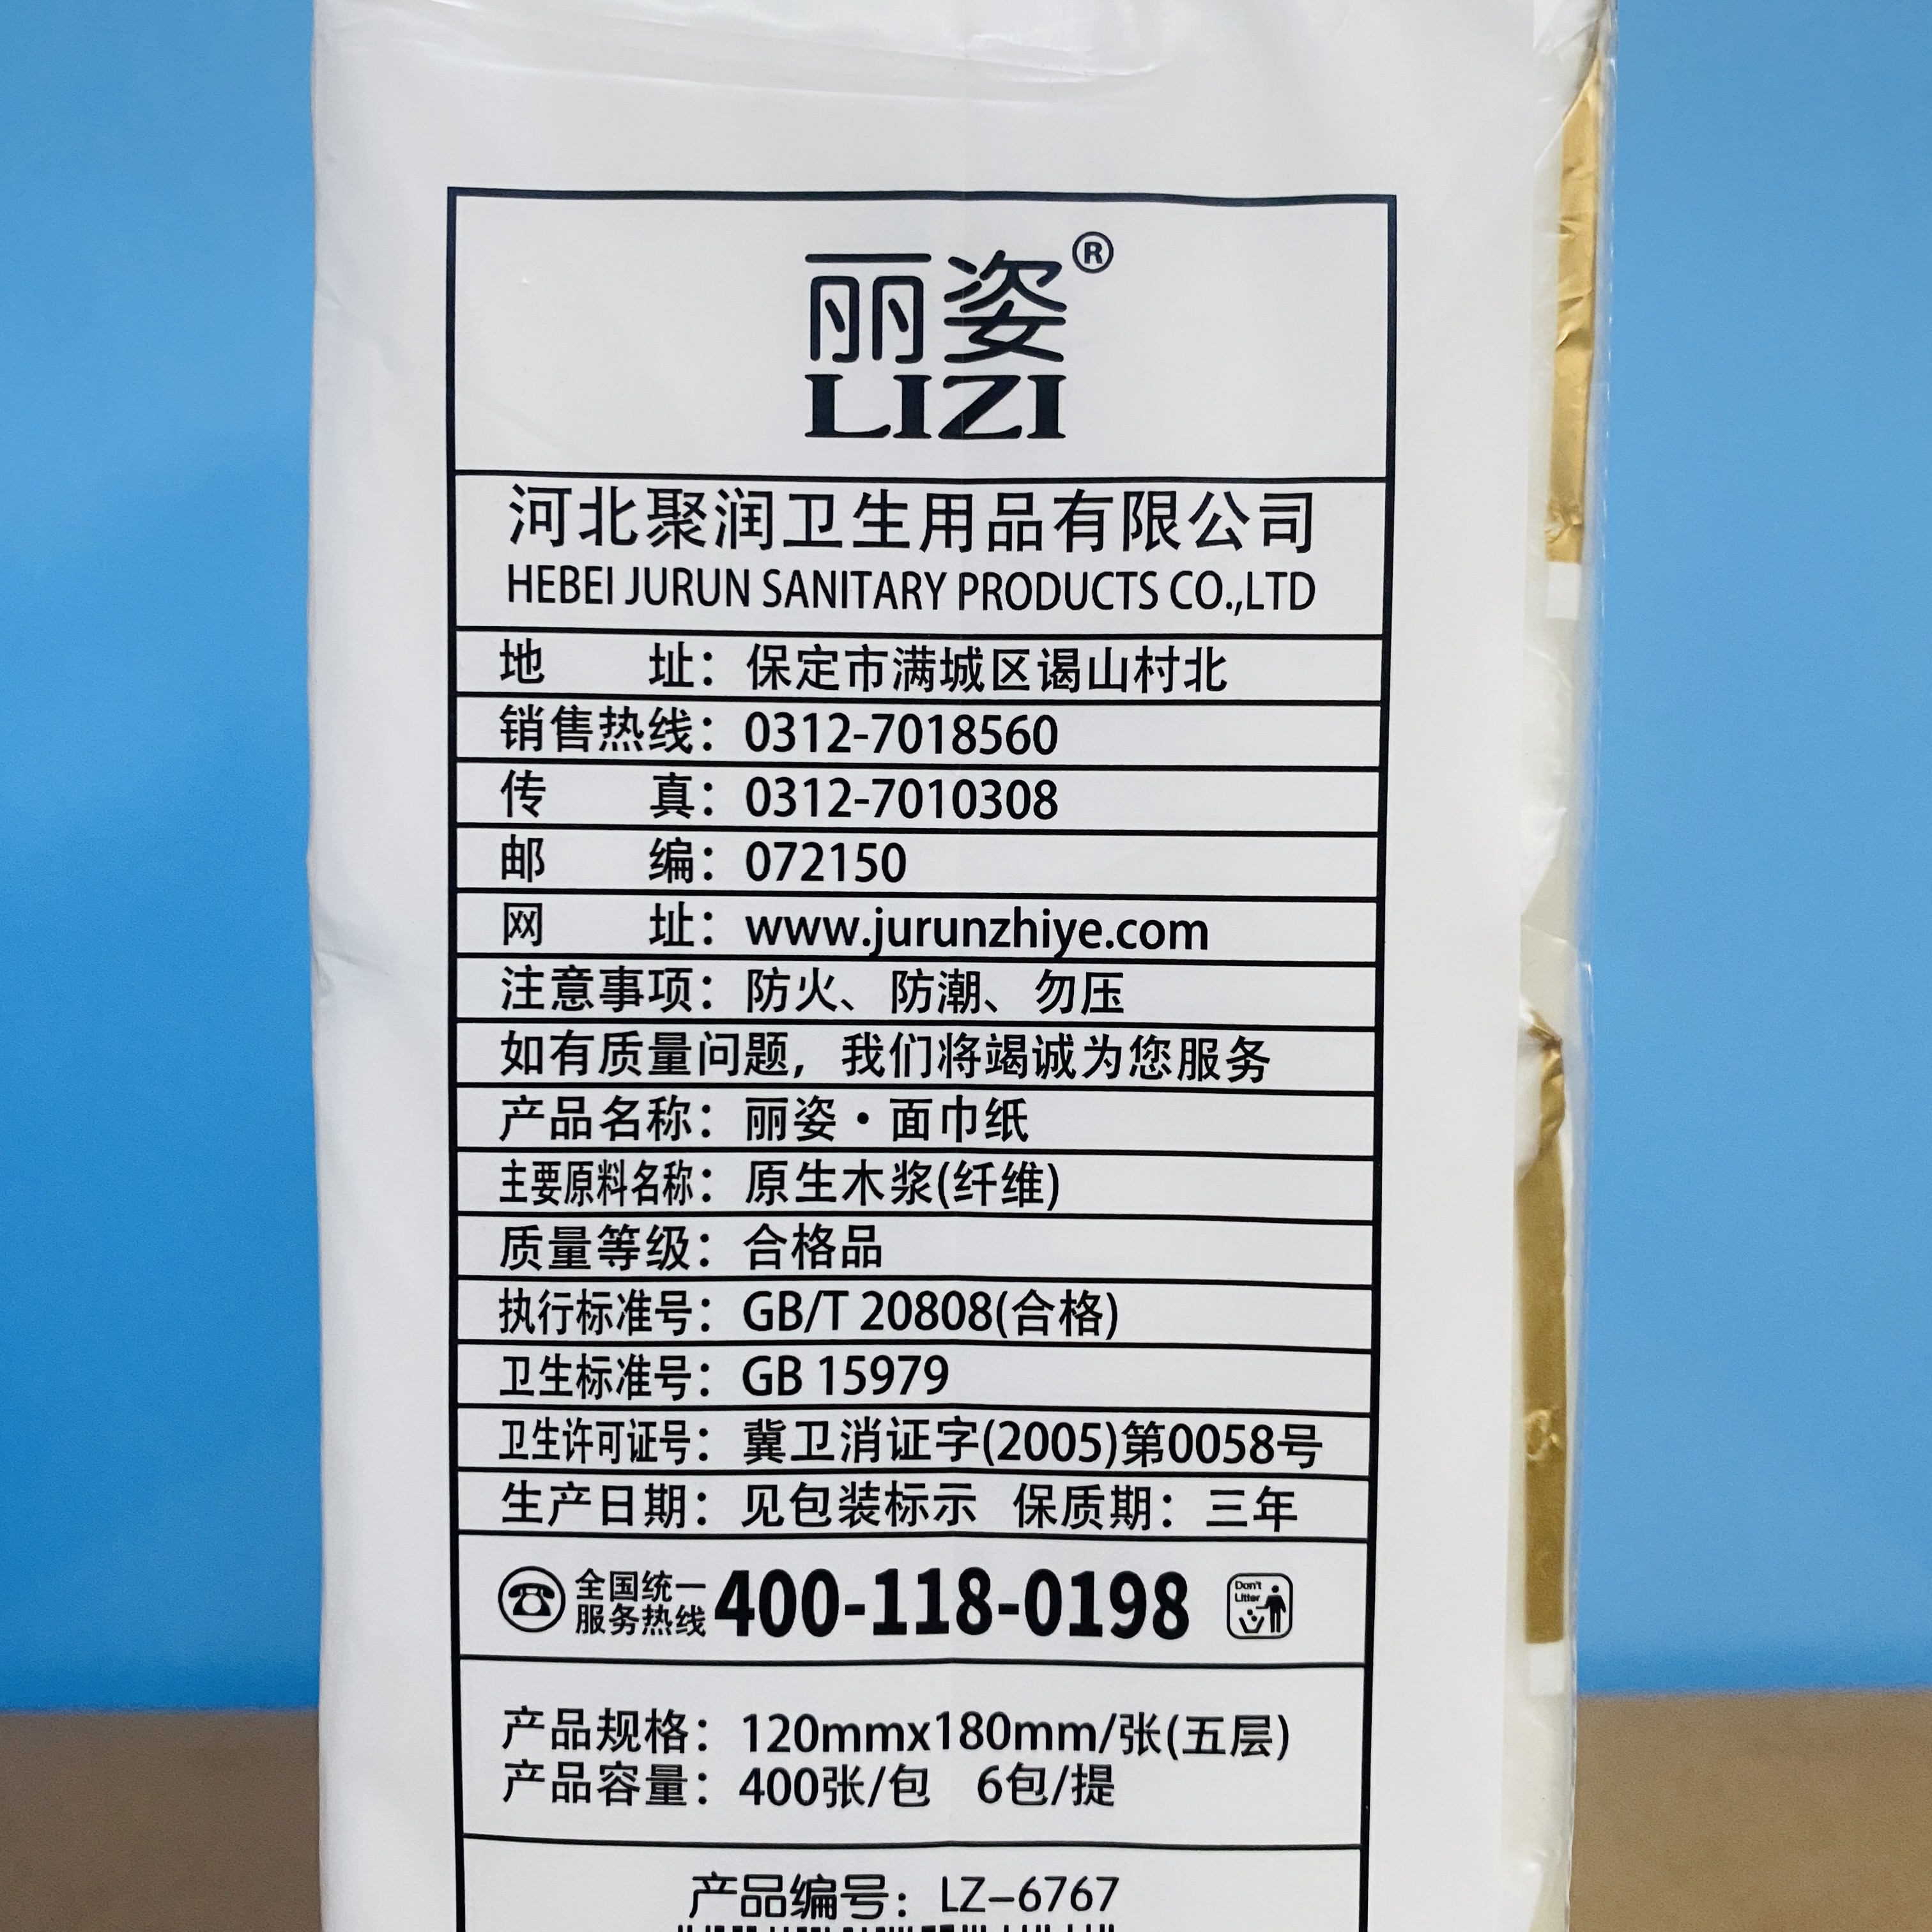 丽姿®
LIZI
河北聚润卫生用品有限公司
HEBEI JURUN SANITARY PRODUCTS CO.,LTD
地 址：保定市满城区谒山村北
销售热线：0312-7018560
传 真：0312-7010308
邮 编：072150
网 址：www.jurunzhiye.com
注意事项：防火、防潮、勿压
如有质量问题，我们将竭诚为您服务
产品名称：丽姿·面巾纸
主要原料名称：原生木浆(纤维)
质量等级：合格品
执行标准号：GB/T 20808(合格)
卫生标准号：GB 15979
卫生许可证号：冀卫消证字(2005)第0058号
生产日期：见包装标示 保质期：三年
全国统一
服务热线 400-118-0198
Don't
Litter
产品规格：120mmx180mm/张(五层)
产品容量：400张/包 6包/提
产品编号：LZ-6767